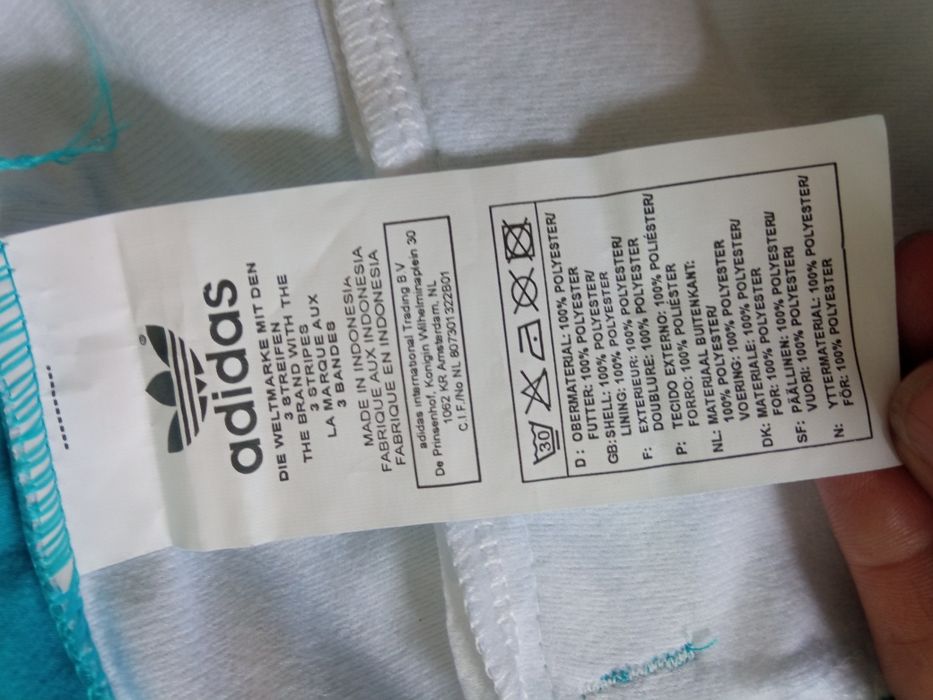 adidas
DIE WELTMARKE MIT DEN
3 STREIFEN
THE BRAND WITH THE
3 STRIPES
LA MARQUE AUX
3 BANDES
MADE IN INDONESIA
FABRIQUE AUX INDONESIA
FABRIQUE EN INDONESIA
adidas international Trading B.V
De Prinsenhof, Konigin Wilhelminaplein 30
1062 KR Amsterdam, NL
C.I.F./No NL 807301322B01
30
D: OBERMATERIAL: 100% POLYESTER/
FUTTER: 100% POLYESTER
GB: SHELL: 100% POLYESTER/
LINING: 100% POLYESTER
F: EXTERIEUR: 100% POLYESTER/
DOUBLURE: 100% POLYESTER
P: TECIDO EXTERNO: 100% POLIÉSTER/
FORRO: 100% POLIÉSTER
NL: MATERIAAL BUITENKANT:
100% POLYESTER/
VOERING: 100% POLYESTER
DK: MATERIALE: 100% POLYESTER/
FOR: 100% POLYESTER
SF: PÄÄLLINEN: 100% POLYESTER/
VUORI: 100% POLYESTERI
N: YTTERMATERIAL: 100% POLYESTER/
FÖR: 100% POLYESTER